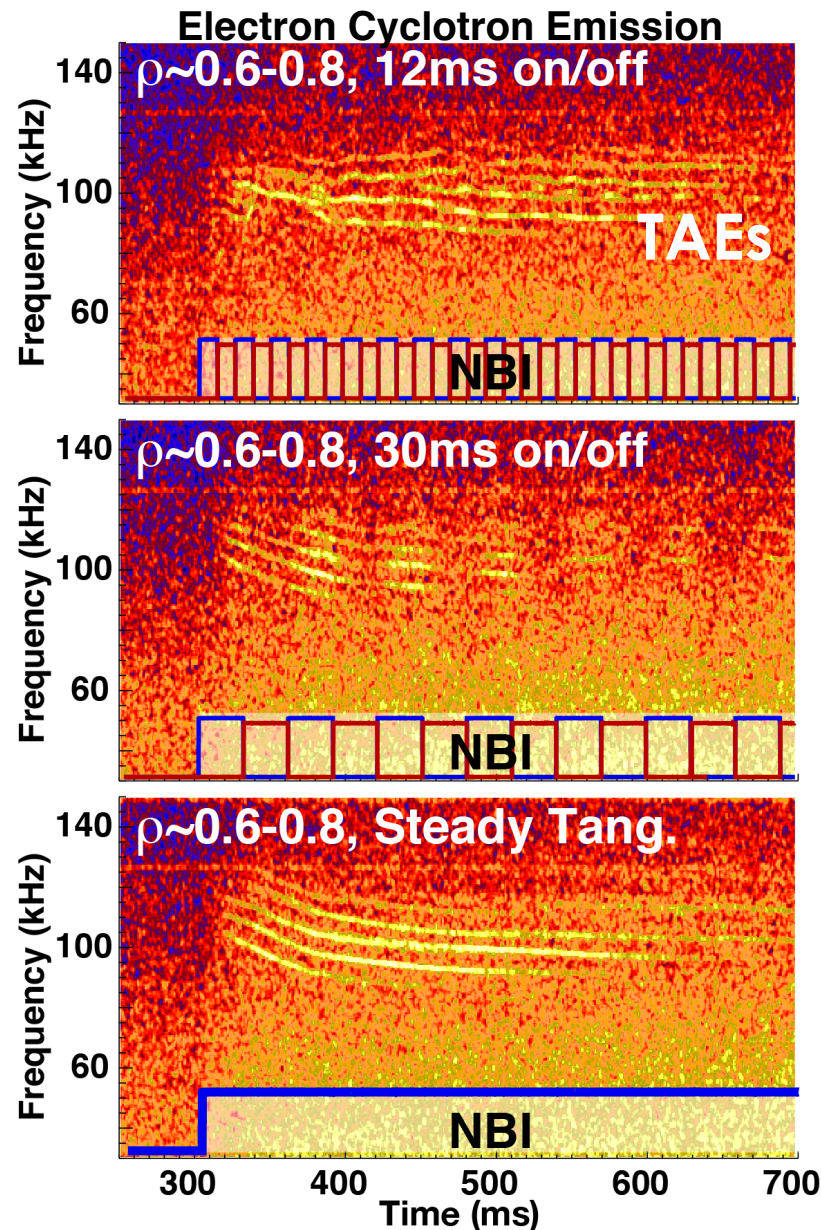 Electron Cyclotron Emission
ρ~0.6-0.8, 12ms on/off
140
100
60
Frequency (kHz)
TAEs
NBI
ρ~0.6-0.8, 30ms on/off
140
100
60
Frequency (kHz)
NBI
ρ~0.6-0.8, Steady Tang.
140
100
60
Frequency (kHz)
NBI
300 400 500 600 700
Time (ms)